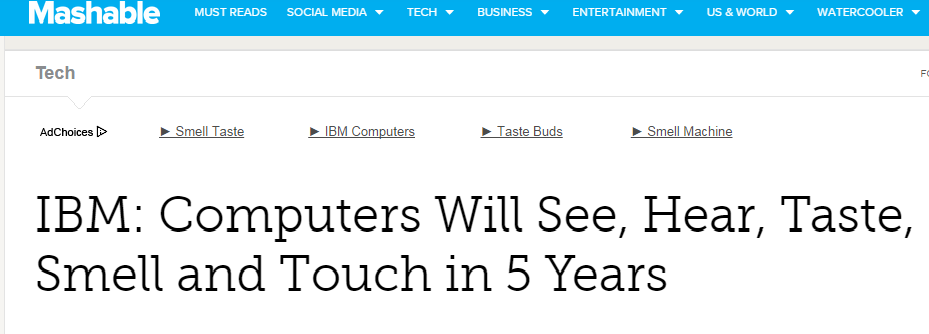 Mashable MUST READS SOCIAL MEDIA TECH BUSINESS ENTERTAINMENT US & WORLD WATERCOOLER
Tech
AdChoices ► Smell Taste ► IBM Computers ► Taste Buds ► Smell Machine
IBM: Computers Will See, Hear, Taste,
Smell and Touch in 5 Years